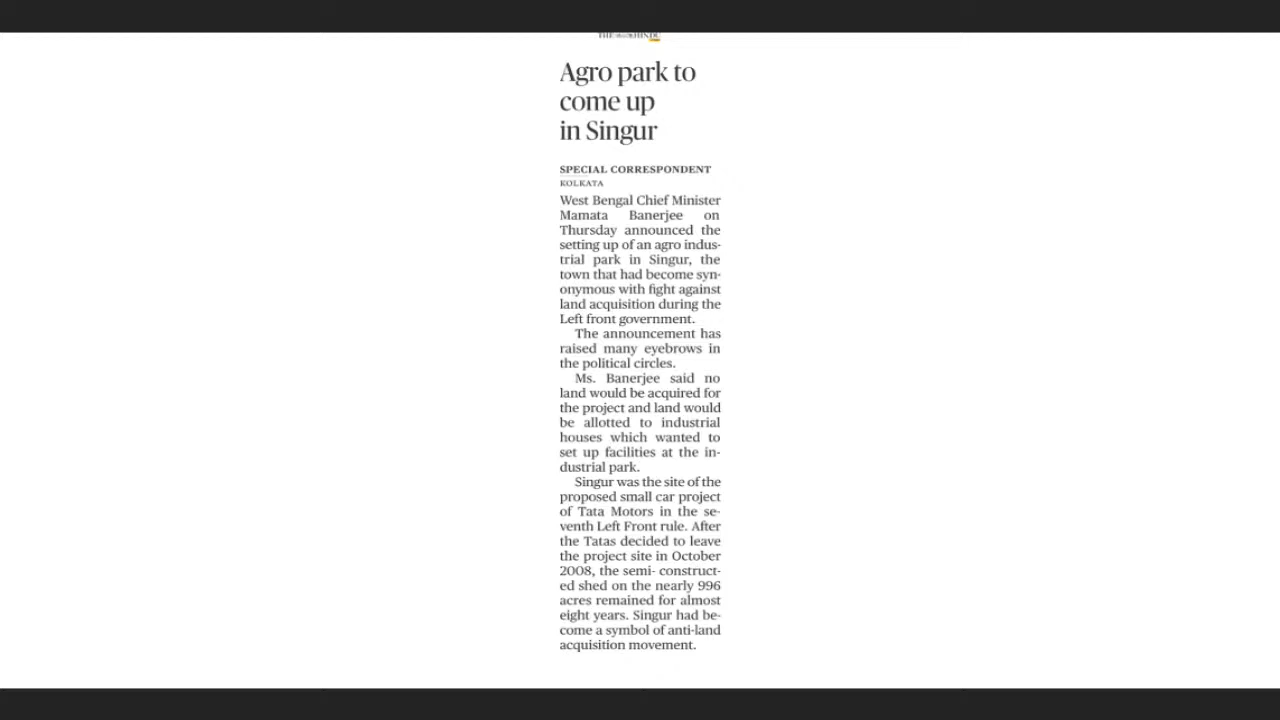 THE HINDU
Agro park to
come up
in Singur
SPECIAL CORRESPONDENT
KOLKATA
West Bengal Chief Minister
Mamata Banerjee on
Thursday announced the
setting up of an agro indus-
trial park in Singur, the
town that had become syn-
onymous with fight against
land acquisition during the
Left front government.
The announcement has
raised many eyebrows in
the political circles.
Ms. Banerjee said no
land would be acquired for
the project and land would
be allotted to industrial
houses which wanted to
set up facilities at the in-
dustrial park.
Singur was the site of the
proposed small car project
of Tata Motors in the se-
venth Left Front rule. After
the Tatas decided to leave
the project site in October
2008, the semi- construct-
ed shed on the nearly 996
acres remained for almost
eight years. Singur had be-
come a symbol of anti-land
acquisition movement.